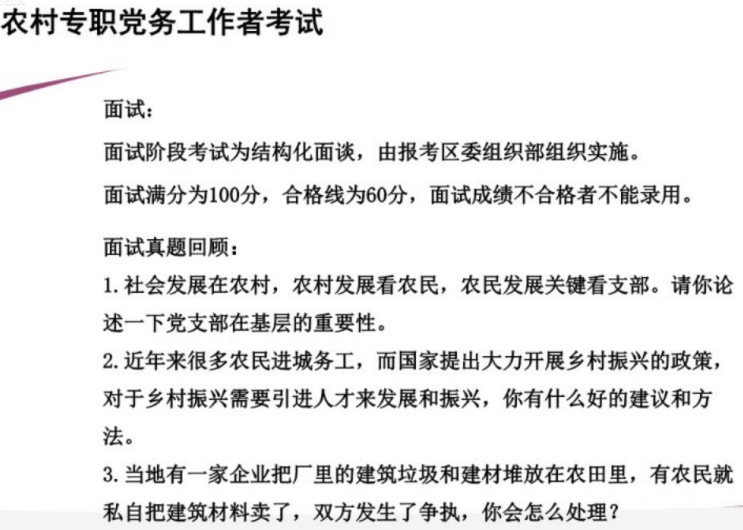 农村专职党务工作者考试
面试：
面试阶段考试为结构化面谈，由报考区委组织部组织实施。
面试满分为100分，合格线为60分，面试成绩不合格者不能录用。
面试真题回顾：
1.社会发展在农村，农村发展看农民，农民发展关键看支部。请你论
述一下党支部在基层的重要性。
2.近年来很多农民进城务工，而国家提出大力开展乡村振兴的政策，
对于乡村振兴需要引进人才来发展和振兴，你有什么好的建议和方
法。
3.当地有一家企业把厂里的建筑垃圾和建材堆放在农田里，有农民就
私自把建筑材料卖了，双方发生了争执，你会怎么处理？